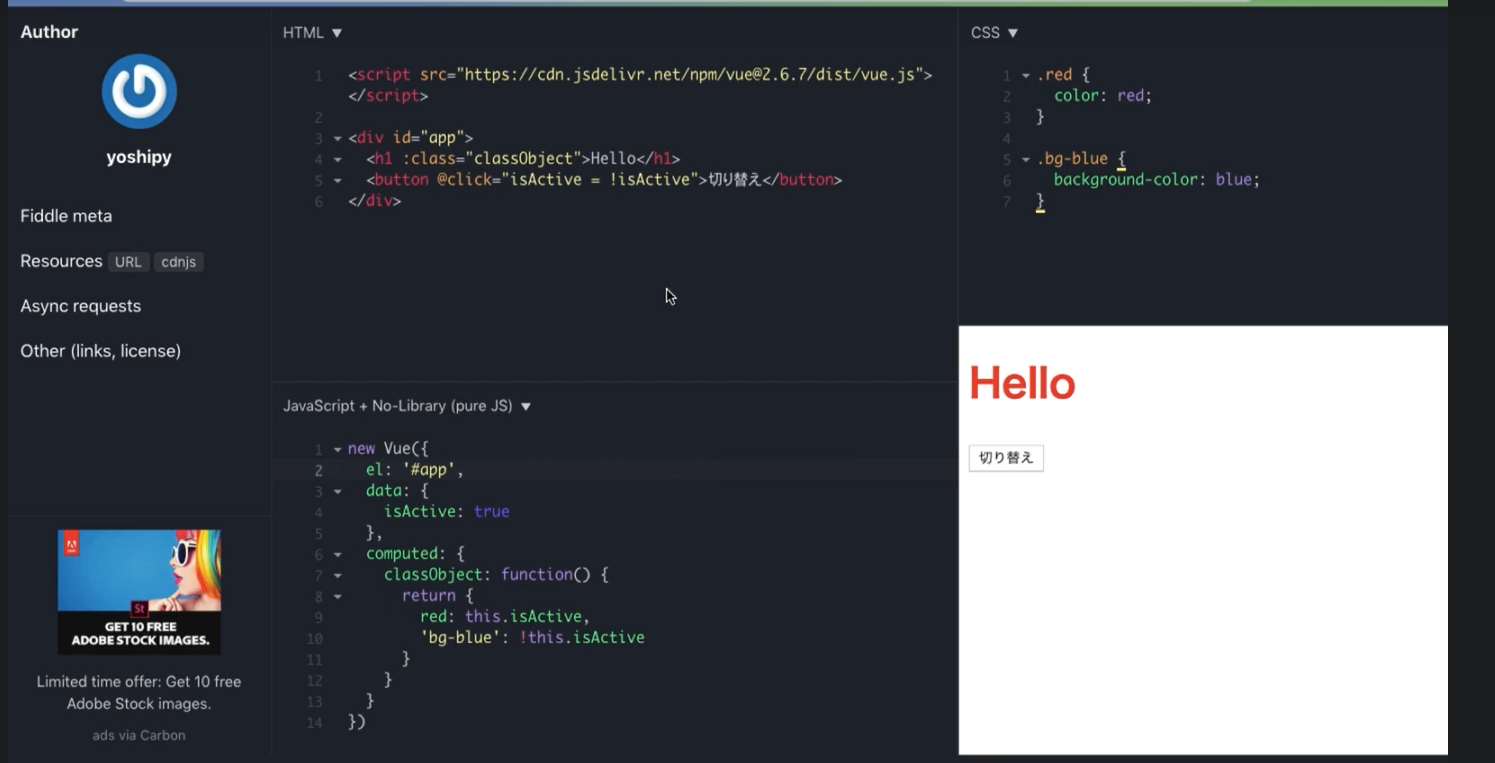 Author
yoshipy
Fiddle meta
Resources URL cdnjs
Async requests
Other (links, license)
St
GET 10 FREE
ADOBE STOCK IMAGES.
Limited time offer: Get 10 free
Adobe Stock images.
ads via Carbon
HTML ▼
1 <script src="https://cdn.jsdelivr.net/npm/vue@2.6.7/dist/vue.js">
</script>
2
3 <div id="app">
4 <h1 :class="classObject">Hello</h1>
5 <button @click="isActive = !isActive">切り替え</button>
6 </div>
JavaScript + No-Library (pure JS) ▼
1 new Vue({
2 el: '#app',
3 data: {
4 isActive: true
5 },
6 computed: {
7 classObject: function() {
8 return {
9 red: this.isActive,
10 'bg-blue': !this.isActive
11 }
12 }
13 }
14 })
CSS ▼
1 .red {
2 color: red;
3 }
4
5 .bg-blue {
6 background-color: blue;
7 }
Hello
切り替え